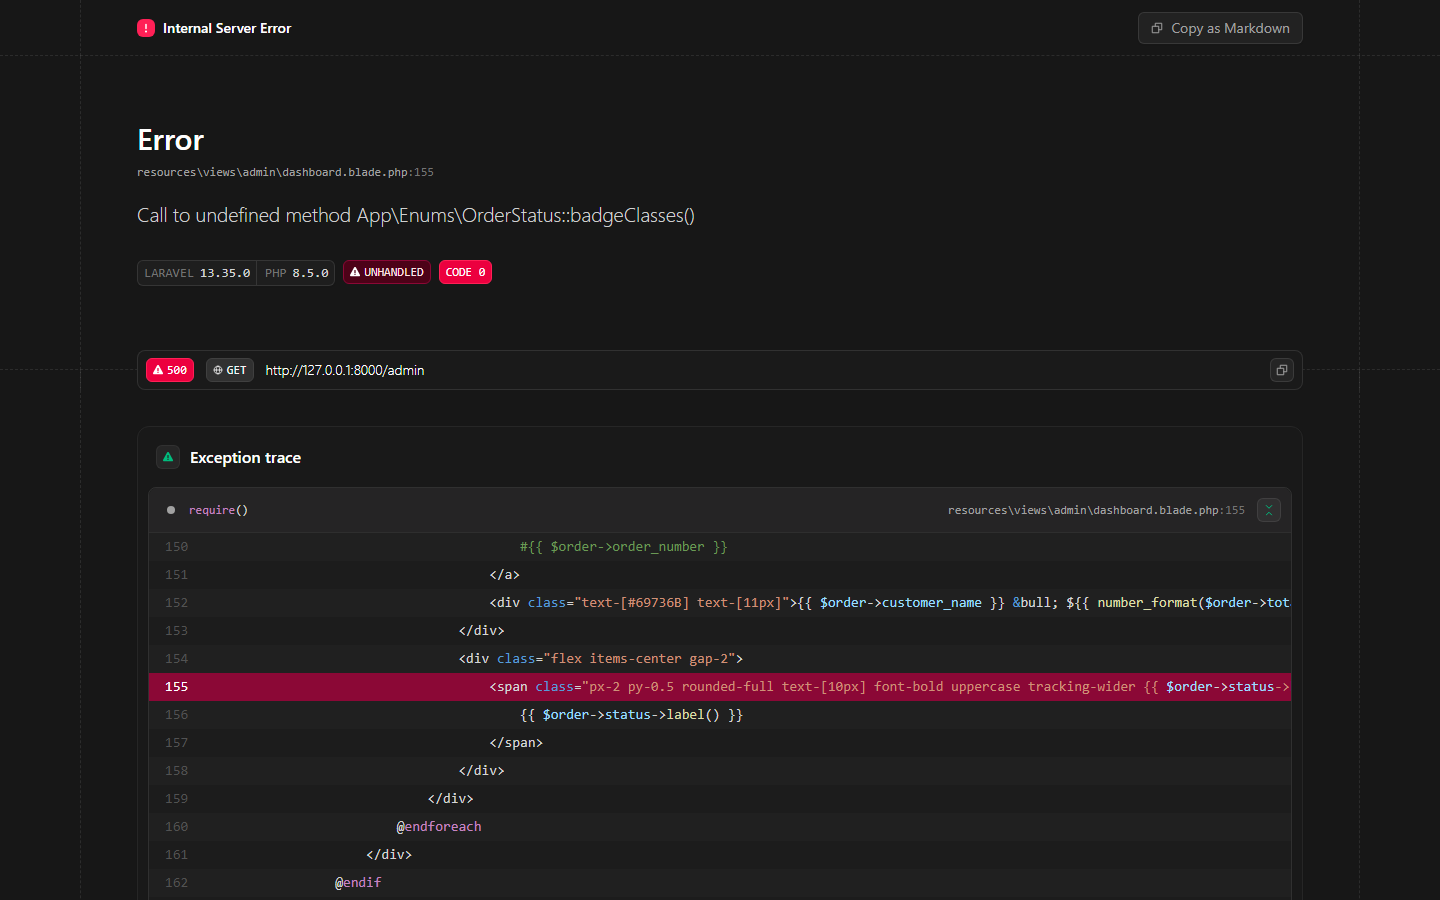 ! Internal Server Error
Copy as Markdown
Error
resources\views\admin\dashboard.blade.php:155
Call to undefined method App\Enums\OrderStatus::badgeClasses()
LARAVEL 13.35.0 PHP 8.5.0 UNHANDLED CODE 0
500 GET http://127.0.0.1:8000/admin
Exception trace
require() resources\views\admin\dashboard.blade.php:155
150 #{{ $order->order_number }}
151 </a>
152 <div class="text-[#69736B] text-[11px]">{{ $order->customer_name }} &bull; ${{ number_format($order->tot
153 </div>
154 <div class="flex items-center gap-2">
155 <span class="px-2 py-0.5 rounded-full text-[10px] font-bold uppercase tracking-wider {{ $order->status->
156 {{ $order->status->label() }}
157 </span>
158 </div>
159 </div>
160 @endforeach
161 </div>
162 @endif